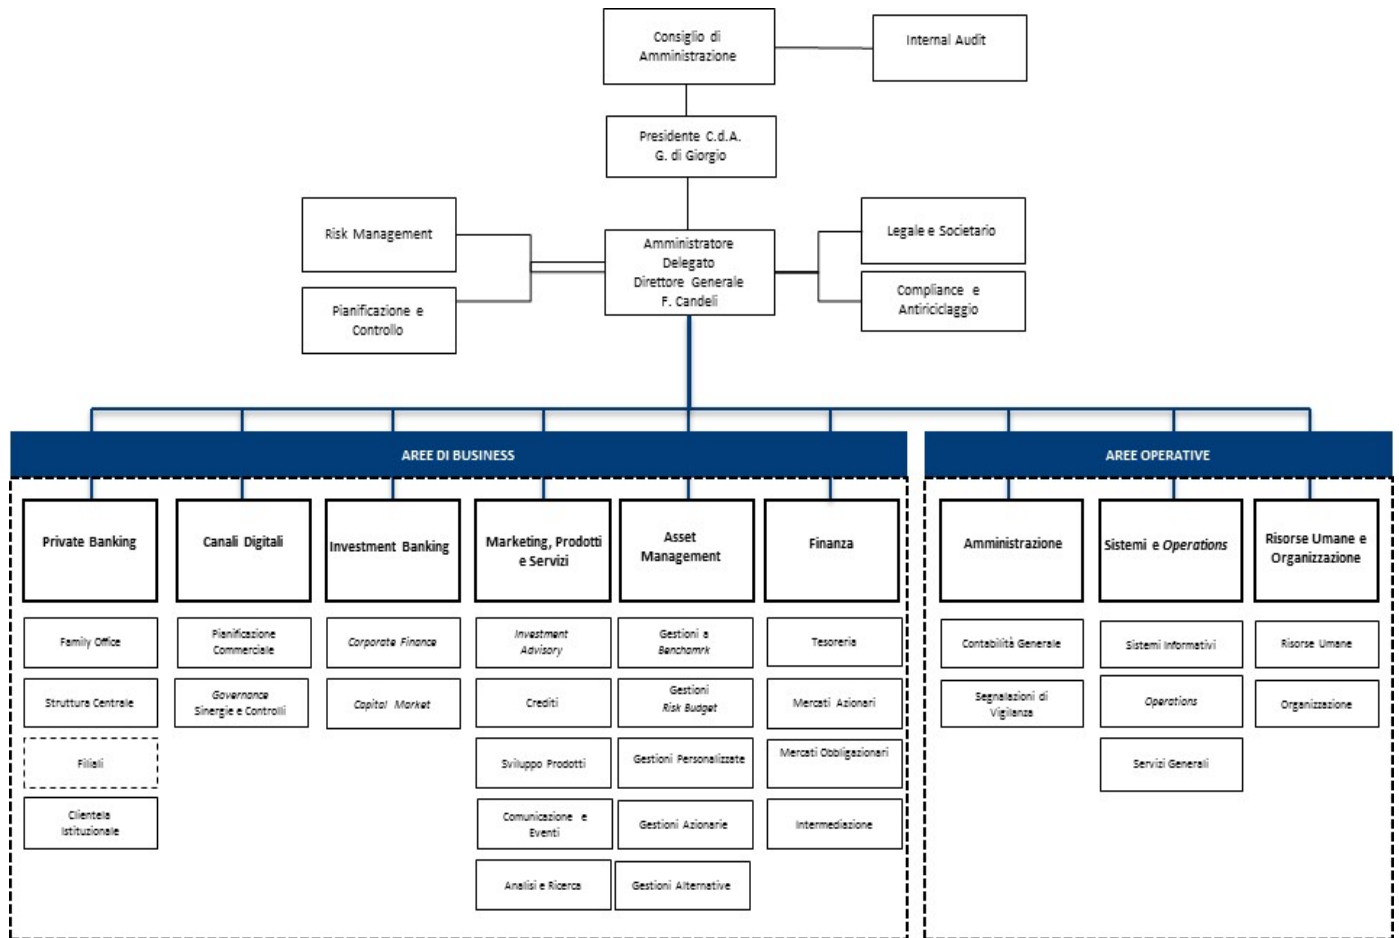 Consiglio di
Amministrazione
Internal Audit
Presidente C.d.A.
G. di Giorgio
Risk Management
Legale e Societario
Amministratore
Delegato
Direttore Generale
F. Candeli
Pianificazione e
Controllo
Compliance e
Antiriciclaggio
AREE DI BUSINESS
AREE OPERATIVE
Private Banking
Canali Digitali
Investment Banking
Marketing, Prodotti
e Servizi
Asset
Management
Finanza
Amministrazione
Sistemi e Operations
Risorse Umane e
Organizzazione
Family Office
Pianificazione
Commerciale
Corporate Finance
Investment
Advisory
Gestioni a
Benchamrk
Tesoreria
Contabilità Generale
Sistemi Informativi
Risorse Umane
Struttura Centrale
Governance
Sinergie e Controlli
Capital Market
Crediti
Gestioni
Risk Budget
Mercati Azionari
Segnalazioni di
Vigilanza
Operations
Organizzazione
Filiali
Sviluppo Prodotti
Gestioni Personalizzate
Mercati Obbligazionari
Servizi Generali
Clientela
Istituzionale
Comunicazione e
Eventi
Gestioni Azionarie
Intermediazione
Analisi e Ricerca
Gestioni Alternative